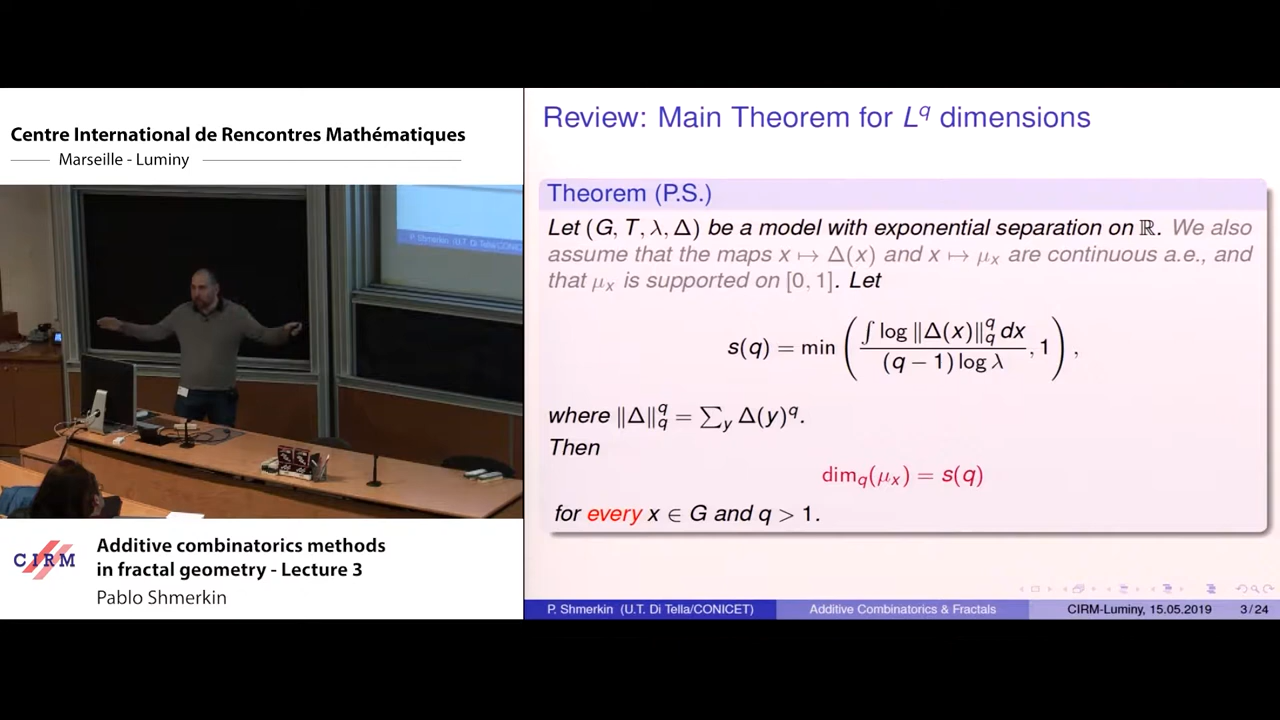 Centre International de Rencontres Mathématiques
Marseille - Luminy
P. Shmerkin (U.T. Di Tella/CONICET)
CIRM
Additive combinatorics methods
in fractal geometry - Lecture 3
Pablo Shmerkin
Review: Main Theorem for L^q dimensions
Theorem (P.S.)
Let (G, T, λ, Δ) be a model with exponential separation on ℝ. We also
assume that the maps x ↦ Δ(x) and x ↦ μ_x are continuous a.e., and
that μ_x is supported on [0, 1]. Let
s(q) = min ( ∫ log ‖Δ(x)‖_q^q dx / (q − 1) log λ , 1 ) ,
where ‖Δ‖_q^q = ∑_y Δ(y)^q.
Then
dim_q(μ_x) = s(q)
for every x ∈ G and q > 1.
P. Shmerkin (U.T. Di Tella/CONICET) Additive Combinatorics & Fractals CIRM-Luminy, 15.05.2019 3 / 24